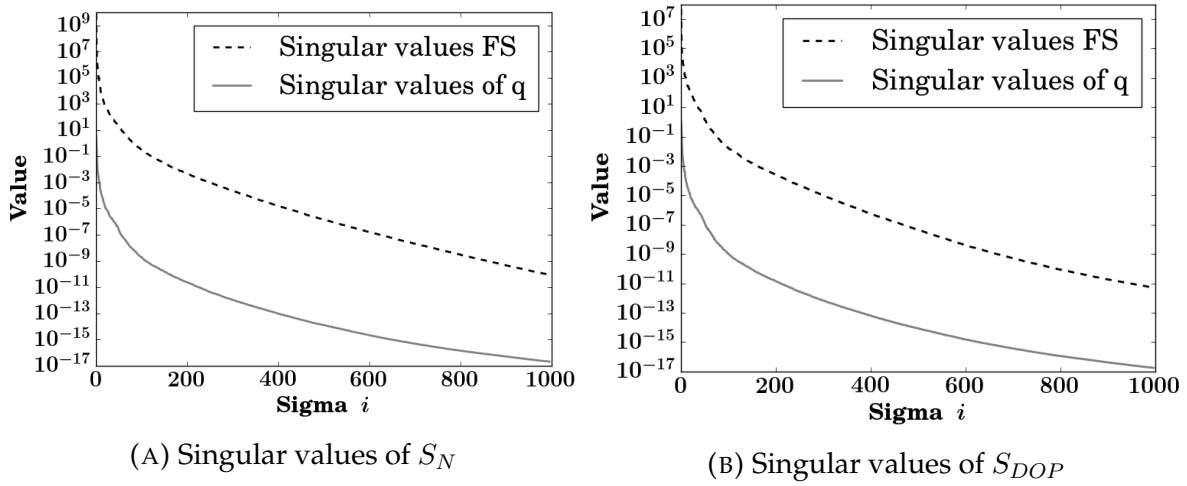 10^9
10^7
10^5
10^3
10^1
10^−1
10^−3
10^−5
10^−7
10^−9
10^−11
10^−13
10^−15
10^−17
Value
0 200 400 600 800 1000
Sigma i
Singular values FS
Singular values of q
(A) Singular values of S_N
10^7
10^5
10^3
10^1
10^−1
10^−3
10^−5
10^−7
10^−9
10^−11
10^−13
10^−15
10^−17
Value
0 200 400 600 800 1000
Sigma i
Singular values FS
Singular values of q
(B) Singular values of S_{DOP}